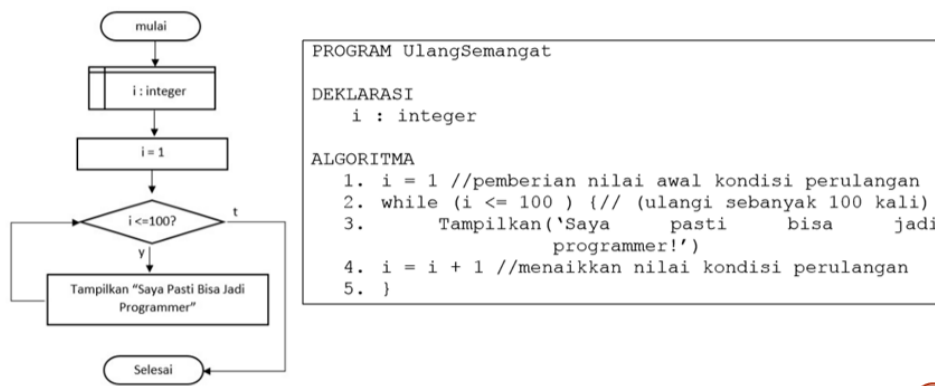 mulai
i : integer
i = 1
i <=100?
t
y
Tampilkan “Saya Pasti Bisa Jadi
Programmer”
Selesai
PROGRAM UlangSemangat
DEKLARASI
i : integer
ALGORITMA
1. i = 1 //pemberian nilai awal kondisi perulangan
2. while (i <= 100 ) {// (ulangi sebanyak 100 kali)
3. Tampilkan(‘Saya pasti bisa jadi
programmer!’)
4. i = i + 1 //menaikkan nilai kondisi perulangan
5. }